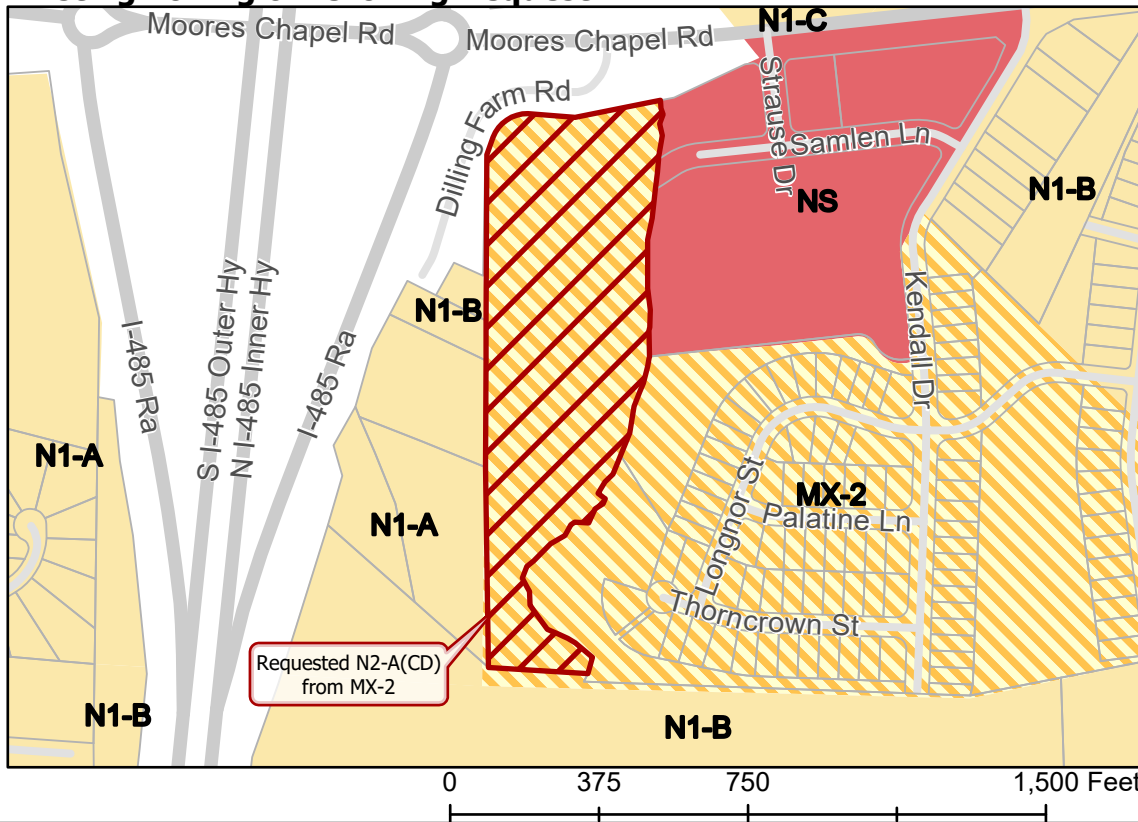 Moores Chapel Rd
Moores Chapel Rd
N1-C
Dilling Farm Rd
Strause Dr
Samlen Ln
NS
N1-B
N1-B
Kendall Dr
I-485 Ra
S I-485 Outer Hy
N I-485 Inner Hy
I-485 Ra
N1-A
N1-A
MX-2
Longnor St
Palatine Ln
Thorncrown St
Requested N2-A(CD)
from MX-2
N1-B
N1-B
0 375 750 1,500 Feet